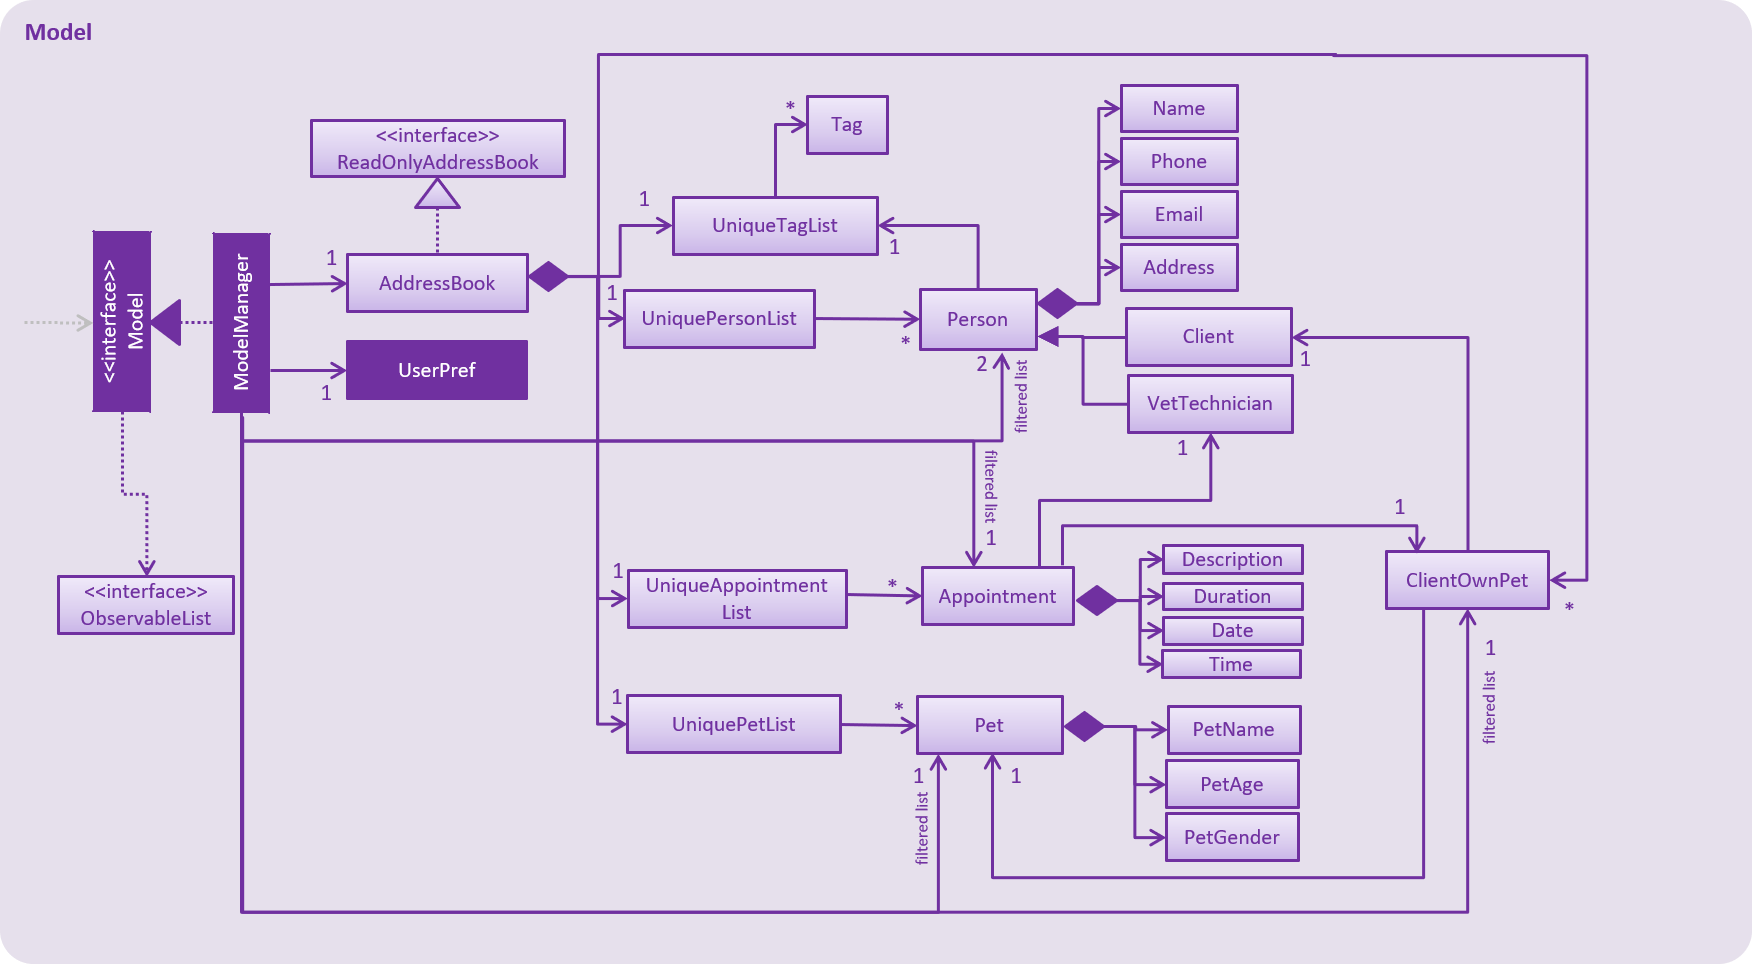 Model
<<interface>>
ReadOnlyAddressBook
<<interface>>
Model
ModelManager
1
AddressBook
1
UserPref
<<interface>>
ObservableList
*
Tag
1
UniqueTagList
1
1
UniquePersonList
*
Person
Name
Phone
Email
Address
Client
1
VetTechnician
1
2
filtered list
filtered list
1
1
UniqueAppointment
List
*
Appointment
Description
Duration
Date
Time
1
ClientOwnPet
*
1
filtered list
1
UniquePetList
*
Pet
PetName
PetAge
PetGender
1
filtered list
1